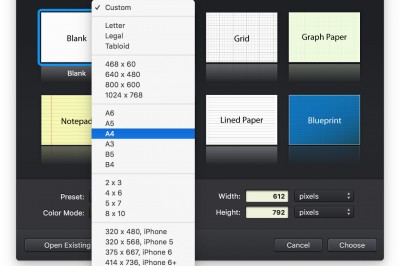 ✓ Custom
Letter
Legal
Tabloid
468 x 60
640 x 480
800 x 600
1024 x 768
A6
A5
A4
A3
B5
B4
2 x 3
4 x 6
5 x 7
8 x 10
320 x 480, iPhone
320 x 568, iPhone 5
375 x 667, iPhone 6
414 x 736, iPhone 6+
Blank
Blank
Grid
Graph Paper
Notepad
Lined Paper
Blueprint
Preset:
Color Mode:
Width: 612 pixels
Height: 792 pixels
Open Existing
Cancel
Choose